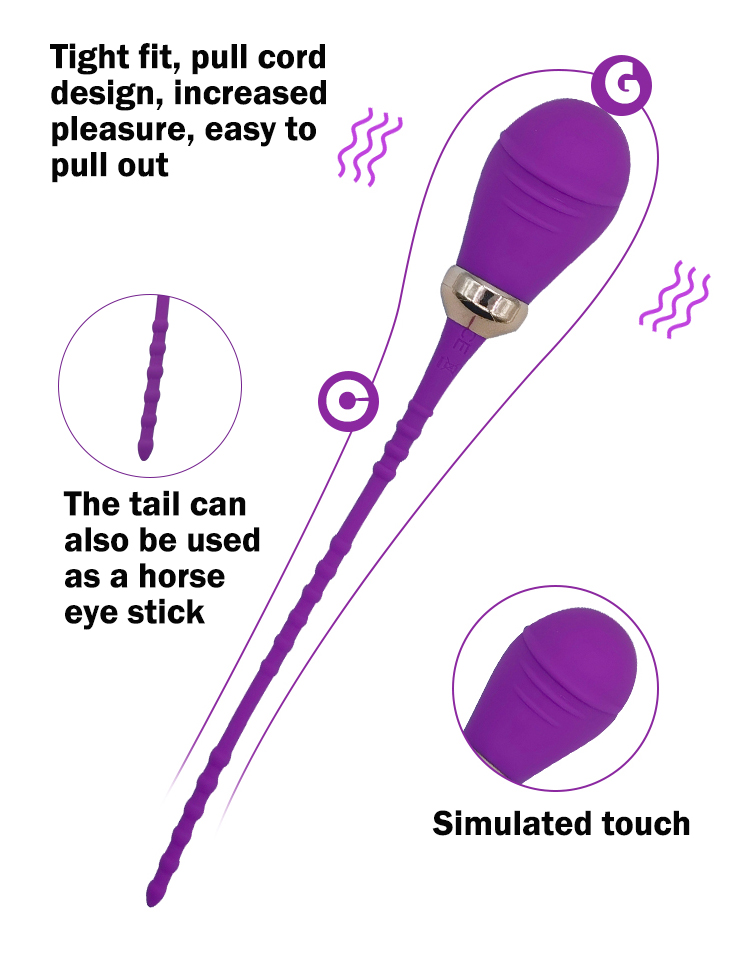 Tight fit, pull cord
design, increased
pleasure, easy to
pull out
G
C
CE
The tail can
also be used
as a horse
eye stick
Simulated touch